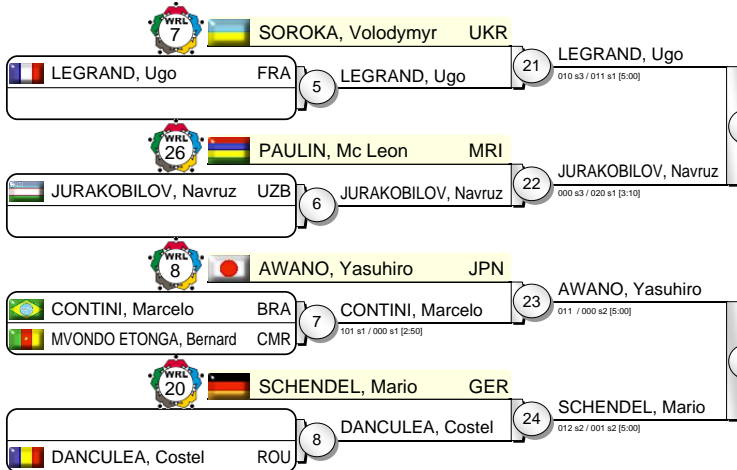 WRL 7 SOROKA, Volodymyr UKR
LEGRAND, Ugo FRA
5 LEGRAND, Ugo
21 LEGRAND, Ugo
010 s3 / 011 s1 [5:00]
WRL 26 PAULIN, Mc Leon MRI
JURAKOBILOV, Navruz UZB
6 JURAKOBILOV, Navruz
22 JURAKOBILOV, Navruz
000 s3 / 020 s1 [3:10]
WRL 8 AWANO, Yasuhiro JPN
CONTINI, Marcelo BRA
MVONDO ETONGA, Bernard CMR
7 CONTINI, Marcelo
101 s1 / 000 s1 [2:50]
23 AWANO, Yasuhiro
011 / 000 s2 [5:00]
WRL 20 SCHENDEL, Mario GER
8 DANCULEA, Costel
DANCULEA, Costel ROU
24 SCHENDEL, Mario
012 s2 / 001 s2 [5:00]